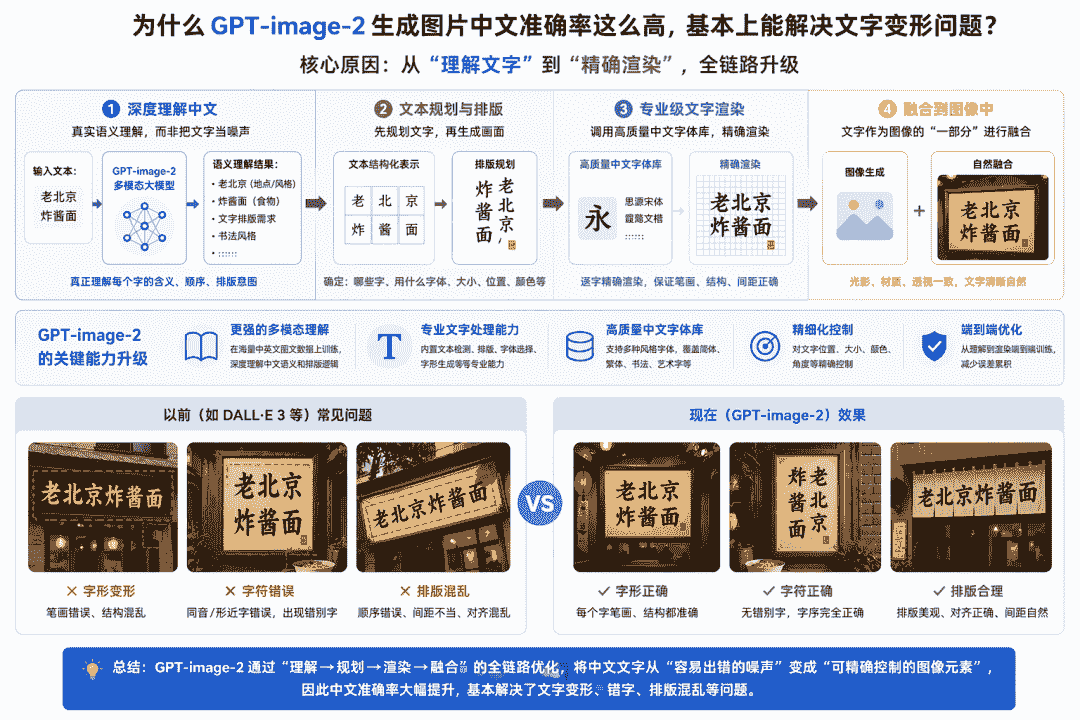 为什么 GPT-image-2 生成图片中文准确率这么高，基本上能解决文字变形问题？
核心原因：从“理解文字”到“精确渲染”，全链路升级
1 深度理解中文
真实语义理解，而非把文字当噪声
输入文本：
老北京
炸酱面
GPT-image-2
多模态大模型
语义理解结果：
• 老北京 (地点/风格)
• 炸酱面（食物）
• 文字排版需求
• 书法风格
• ……
真正理解每个字的含义、顺序、排版意图
2 文本规划与排版
先规划文字，再生成画面
文本结构化表示
老 北 京
炸 酱 面
排版规划
老北京
炸酱面
确定：哪些字、用什么字体、大小、位置、颜色等
3 专业级文字渲染
调用高质量中文字体库，精确渲染
高质量中文字体库
永
思源宋体
霞鹜文楷
……
精确渲染
老北京
炸酱面
逐字精确渲染，保证笔画、结构、间距正确
4 融合到图像中
文字作为图像的“一部分”进行融合
图像生成
+
自然融合
老北京
炸酱面
光影、材质、透视一致，文字清晰自然
GPT-image-2
的关键能力升级
更强的多模态理解
在海量中英文图文数据上训练，
深度理解中文语义和排版逻辑
T
专业文字处理能力
内置文本检测、排版、字体选择、
字形生成等等专业能力
高质量中文字体库
支持多种风格字体，覆盖简体、
繁体、书法、艺术字等
精细化控制
对文字位置、大小、颜色、
角度等精确控制
端到端优化
从理解到渲染端到端训练，
减少误差累积
以前（如 DALL·E 3 等）常见问题
老北京炸酱面
× 字形变形
笔画错误、结构混乱
老北京
炸酱面
× 字符错误
同音/形近字错误，出现错别字
老北京炸酱面
× 排版混乱
顺序错误、间距不当、对齐混乱
VS
现在（GPT-image-2）效果
老北京
炸酱面
✓ 字形正确
每个字笔画、结构都准确
老北京
炸酱面
✓ 字符正确
无错别字，字序完全正确
老北京炸酱面
✓ 排版合理
排版美观、对齐正确、间距自然
总结：GPT-image-2 通过“理解→规划→渲染→融合”的全链路优化，将中文文字从“容易出错的噪声”变成“可精确控制的图像元素”，
因此中文准确率大幅提升，基本解决了文字变形、错字、排版混乱等问题。